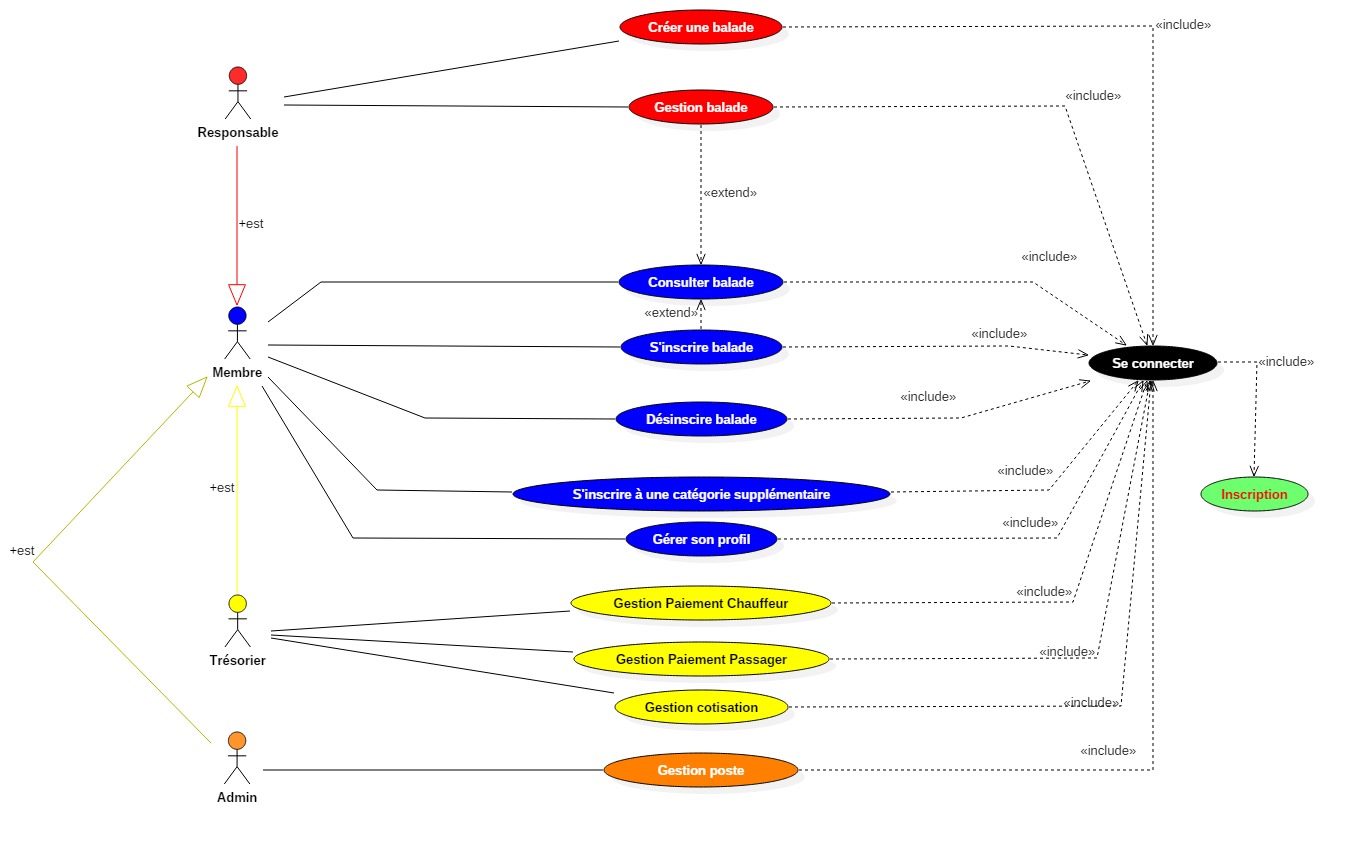 Créer une balade
«include»
Gestion balade
«include»
Responsable
«extend»
+est
Consulter balade
«include»
«extend»
S'inscrire balade
«include»
Se connecter
«include»
Membre
Désinscire balade
«include»
S'inscrire à une catégorie supplémentaire
«include»
Inscription
+est
Gérer son profil
«include»
+est
Gestion Paiement Chauffeur
«include»
Trésorier
Gestion Paiement Passager
«include»
Gestion cotisation
«include»
Gestion poste
«include»
Admin